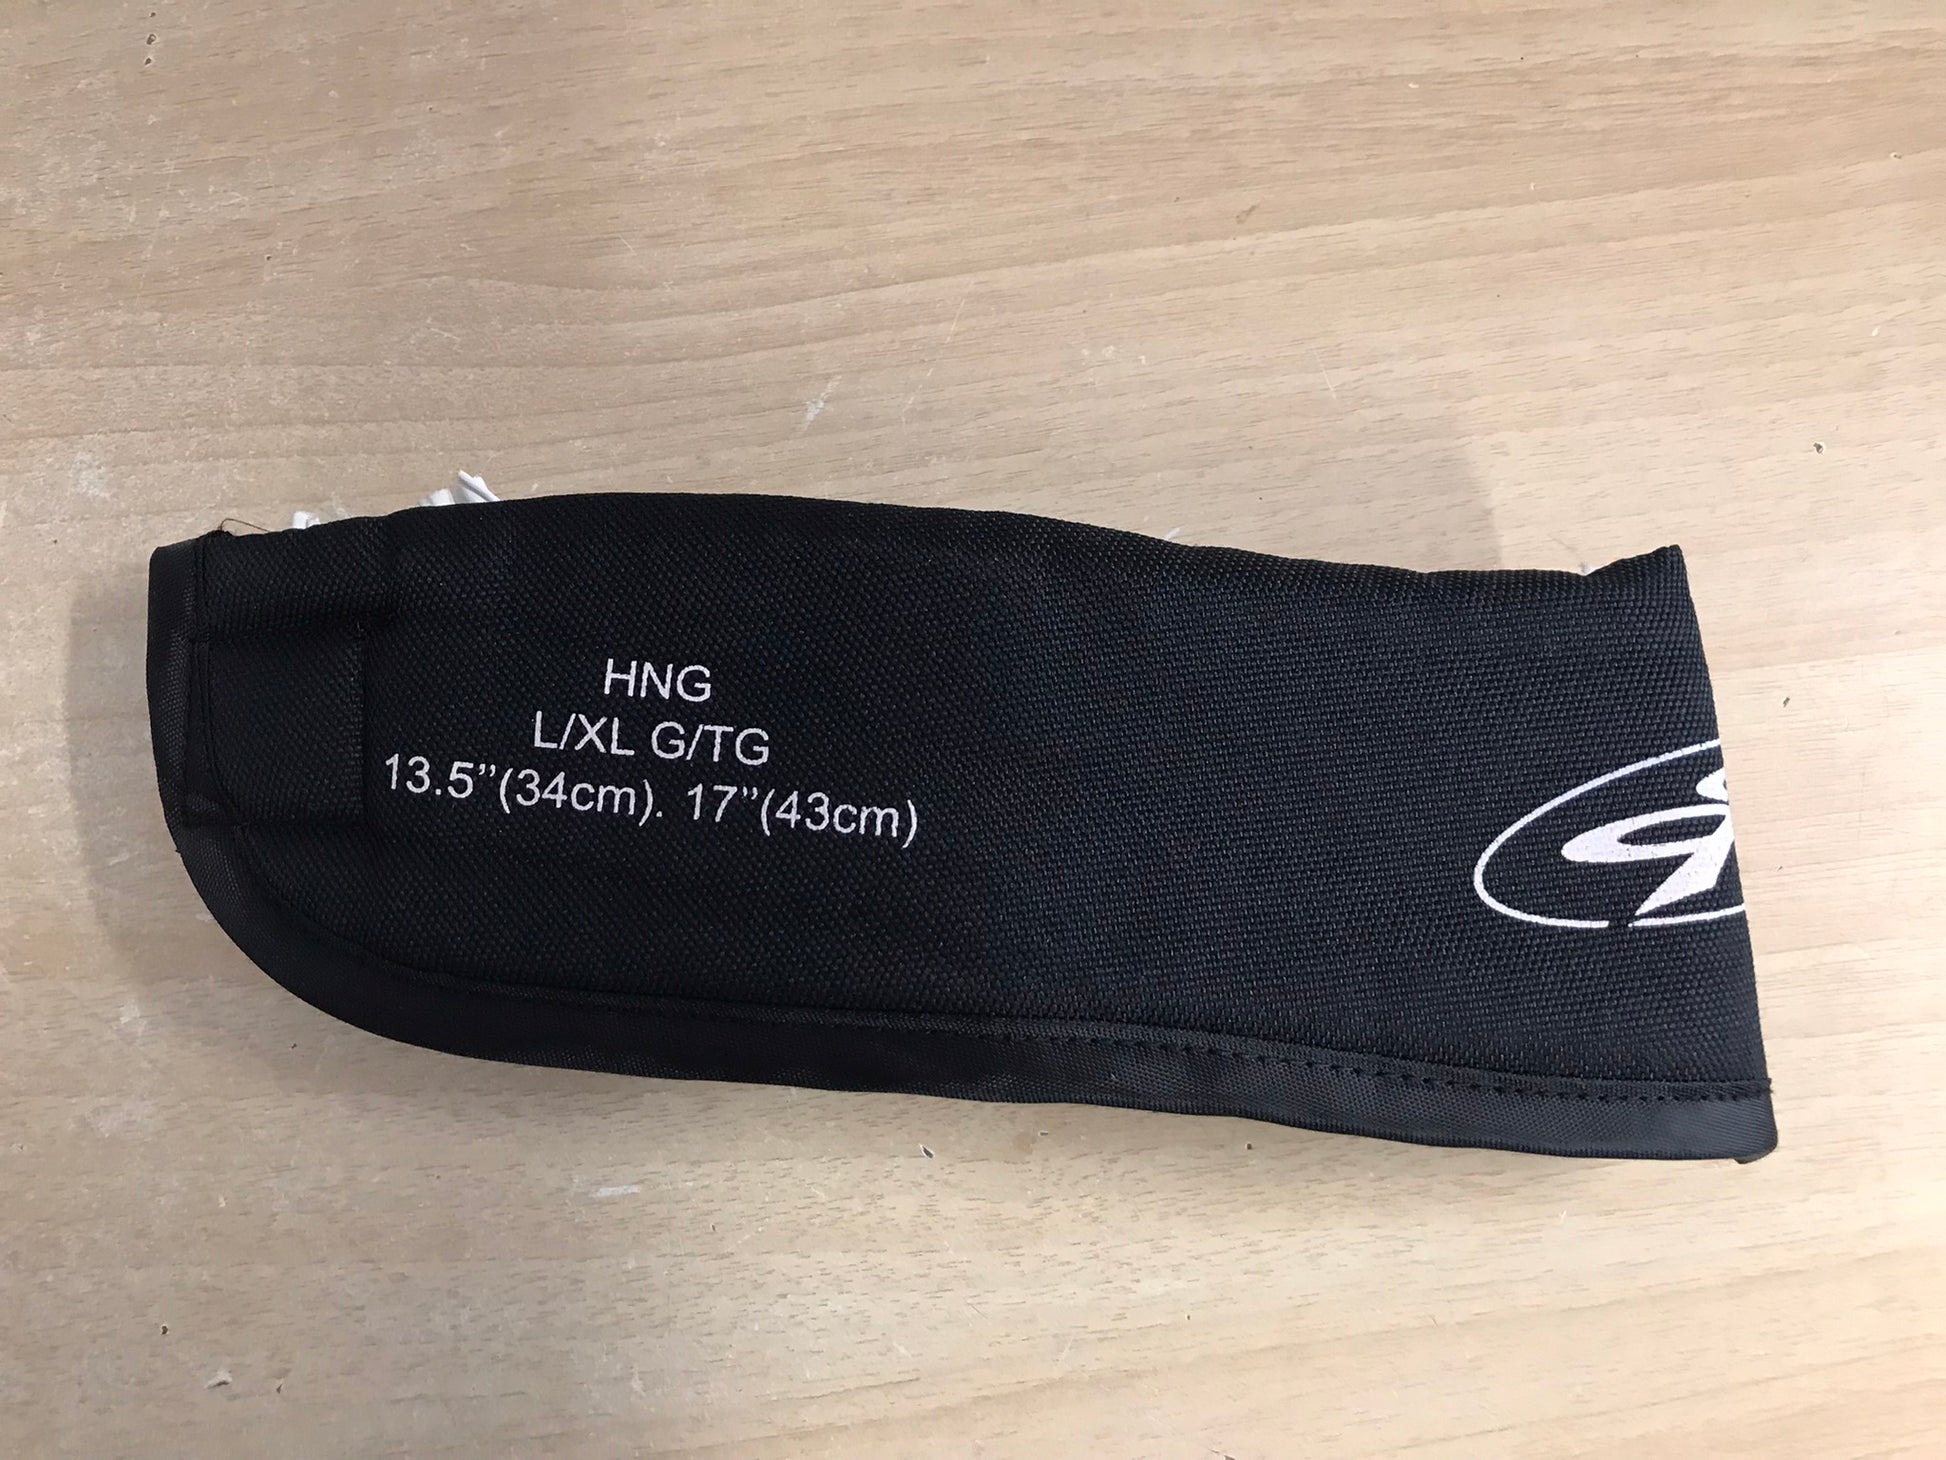 HNG
L/XL G/TG
13.5”(34cm). 17”(43cm)